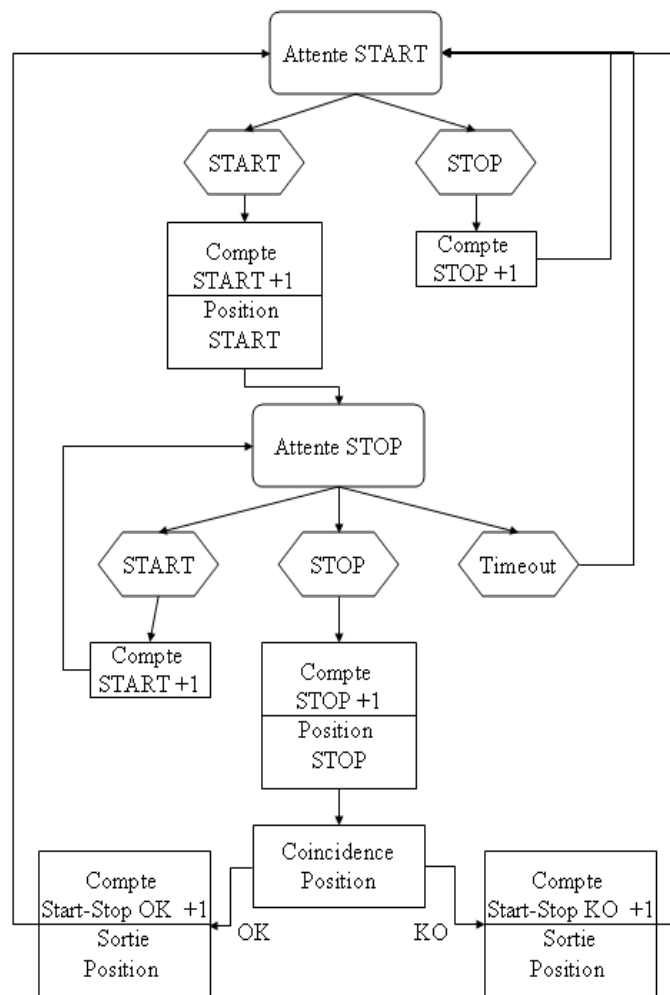 Attente START
START
STOP
Compte
START +1
Position
START
Compte
STOP +1
Attente STOP
START
STOP
Timeout
Compte
START +1
Compte
STOP +1
Position
STOP
Coincidence
Position
OK
KO
Compte
Start-Stop OK +1
Sortie
Position
Compte
Start-Stop KO +1
Sortie
Position